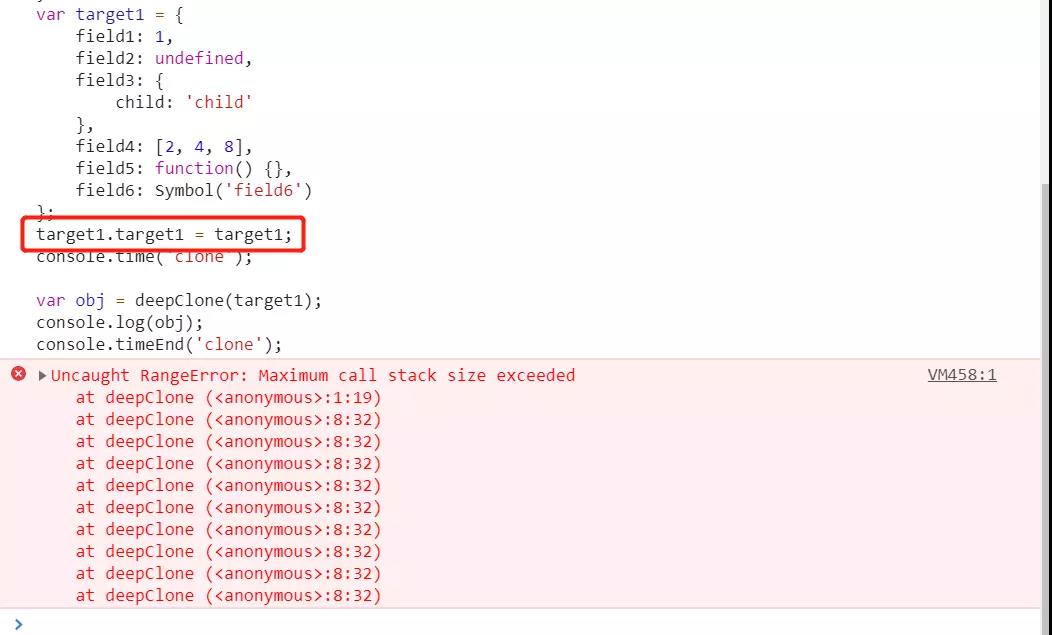 var target1 = {
    field1: 1,
    field2: undefined,
    field3: {
        child: 'child'
    },
    field4: [2, 4, 8],
    field5: function() {},
    field6: Symbol('field6')
};
target1.target1 = target1;
console.time('clone');
var obj = deepClone(target1);
console.log(obj);
console.timeEnd('clone');
Uncaught RangeError: Maximum call stack size exceeded VM458:1
    at deepClone (<anonymous>:1:19)
    at deepClone (<anonymous>:8:32)
    at deepClone (<anonymous>:8:32)
    at deepClone (<anonymous>:8:32)
    at deepClone (<anonymous>:8:32)
    at deepClone (<anonymous>:8:32)
    at deepClone (<anonymous>:8:32)
    at deepClone (<anonymous>:8:32)
    at deepClone (<anonymous>:8:32)
    at deepClone (<anonymous>:8:32)